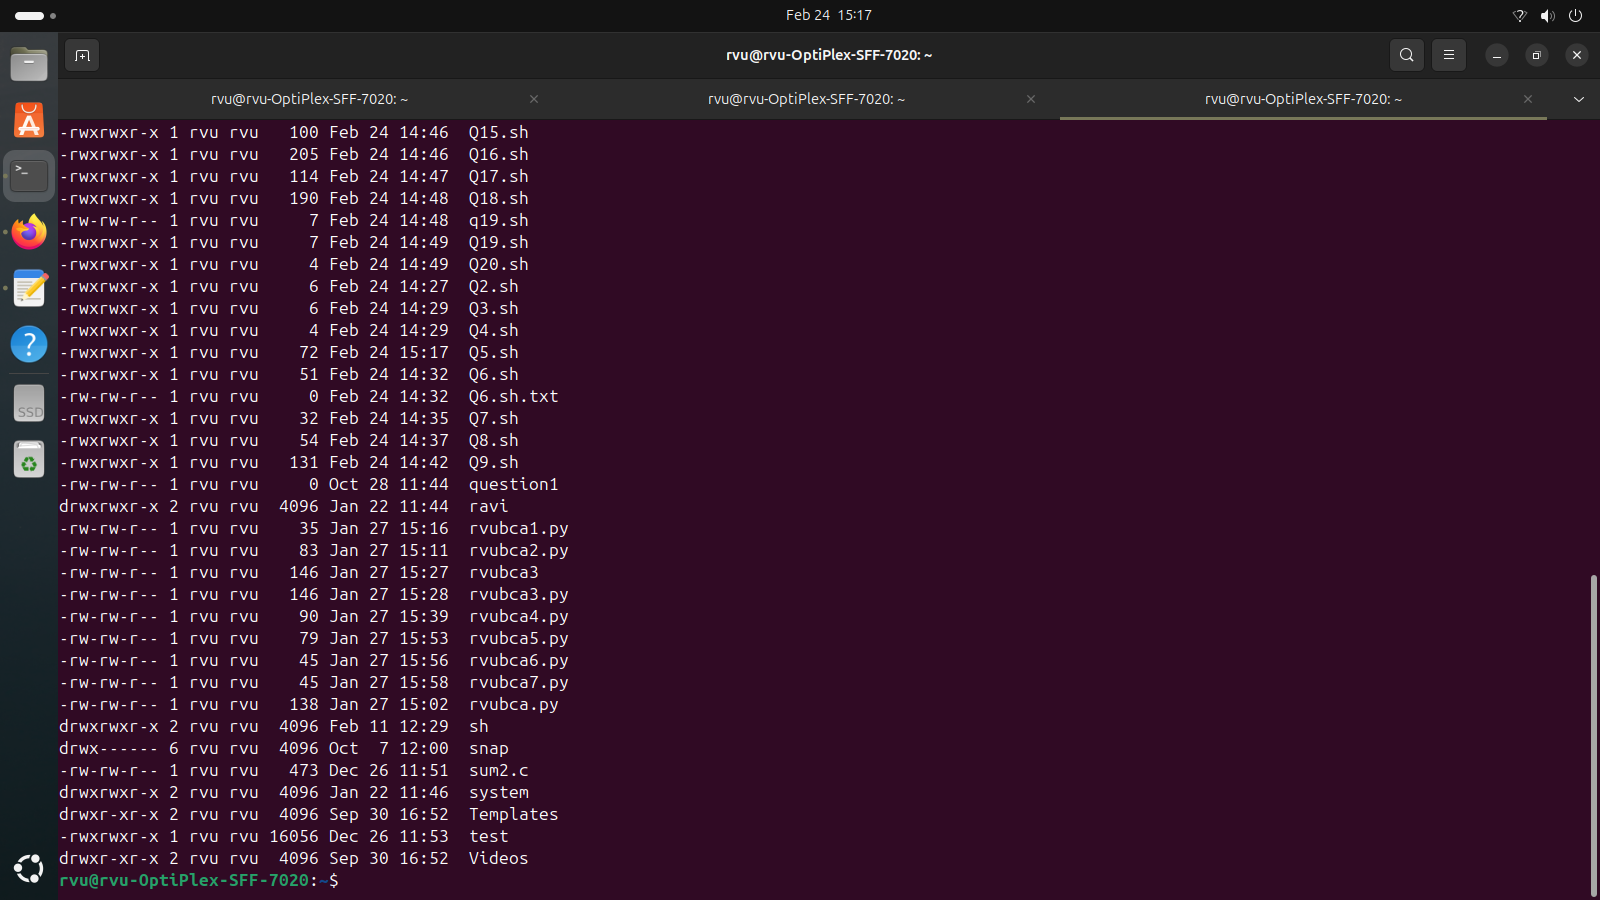 Feb 24 15:17
rvu@rvu-OptiPlex-SFF-7020: ~
rvu@rvu-OptiPlex-SFF-7020: ~
rvu@rvu-OptiPlex-SFF-7020: ~
rvu@rvu-OptiPlex-SFF-7020: ~
-rwxrwxr-x 1 rvu rvu   100 Feb 24 14:46  Q15.sh
-rwxrwxr-x 1 rvu rvu   205 Feb 24 14:46  Q16.sh
-rwxrwxr-x 1 rvu rvu   114 Feb 24 14:47  Q17.sh
-rwxrwxr-x 1 rvu rvu   190 Feb 24 14:48  Q18.sh
-rw-rw-r-- 1 rvu rvu     7 Feb 24 14:48  q19.sh
-rwxrwxr-x 1 rvu rvu     7 Feb 24 14:49  Q19.sh
-rwxrwxr-x 1 rvu rvu     4 Feb 24 14:49  Q20.sh
-rwxrwxr-x 1 rvu rvu     6 Feb 24 14:27  Q2.sh
-rwxrwxr-x 1 rvu rvu     6 Feb 24 14:29  Q3.sh
-rwxrwxr-x 1 rvu rvu     4 Feb 24 14:29  Q4.sh
-rwxrwxr-x 1 rvu rvu    72 Feb 24 15:17  Q5.sh
-rwxrwxr-x 1 rvu rvu    51 Feb 24 14:32  Q6.sh
-rw-rw-r-- 1 rvu rvu     0 Feb 24 14:32  Q6.sh.txt
-rwxrwxr-x 1 rvu rvu    32 Feb 24 14:35  Q7.sh
-rwxrwxr-x 1 rvu rvu    54 Feb 24 14:37  Q8.sh
-rwxrwxr-x 1 rvu rvu   131 Feb 24 14:42  Q9.sh
-rw-rw-r-- 1 rvu rvu     0 Oct 28 11:44  question1
drwxrwxr-x 2 rvu rvu  4096 Jan 22 11:44  ravi
-rw-rw-r-- 1 rvu rvu    35 Jan 27 15:16  rvubca1.py
-rw-rw-r-- 1 rvu rvu    83 Jan 27 15:11  rvubca2.py
-rw-rw-r-- 1 rvu rvu   146 Jan 27 15:27  rvubca3
-rw-rw-r-- 1 rvu rvu   146 Jan 27 15:28  rvubca3.py
-rw-rw-r-- 1 rvu rvu    90 Jan 27 15:39  rvubca4.py
-rw-rw-r-- 1 rvu rvu    79 Jan 27 15:53  rvubca5.py
-rw-rw-r-- 1 rvu rvu    45 Jan 27 15:56  rvubca6.py
-rw-rw-r-- 1 rvu rvu    45 Jan 27 15:58  rvubca7.py
-rw-rw-r-- 1 rvu rvu   138 Jan 27 15:02  rvubca.py
drwxrwxr-x 2 rvu rvu  4096 Feb 11 12:29  sh
drwx------ 6 rvu rvu  4096 Oct  7 12:00  snap
-rw-rw-r-- 1 rvu rvu   473 Dec 26 11:51  sum2.c
drwxrwxr-x 2 rvu rvu  4096 Jan 22 11:46  system
drwxr-xr-x 2 rvu rvu  4096 Sep 30 16:52  Templates
-rwxrwxr-x 1 rvu rvu 16056 Dec 26 11:53  test
drwxr-xr-x 2 rvu rvu  4096 Sep 30 16:52  Videos
rvu@rvu-OptiPlex-SFF-7020:~$
SSD